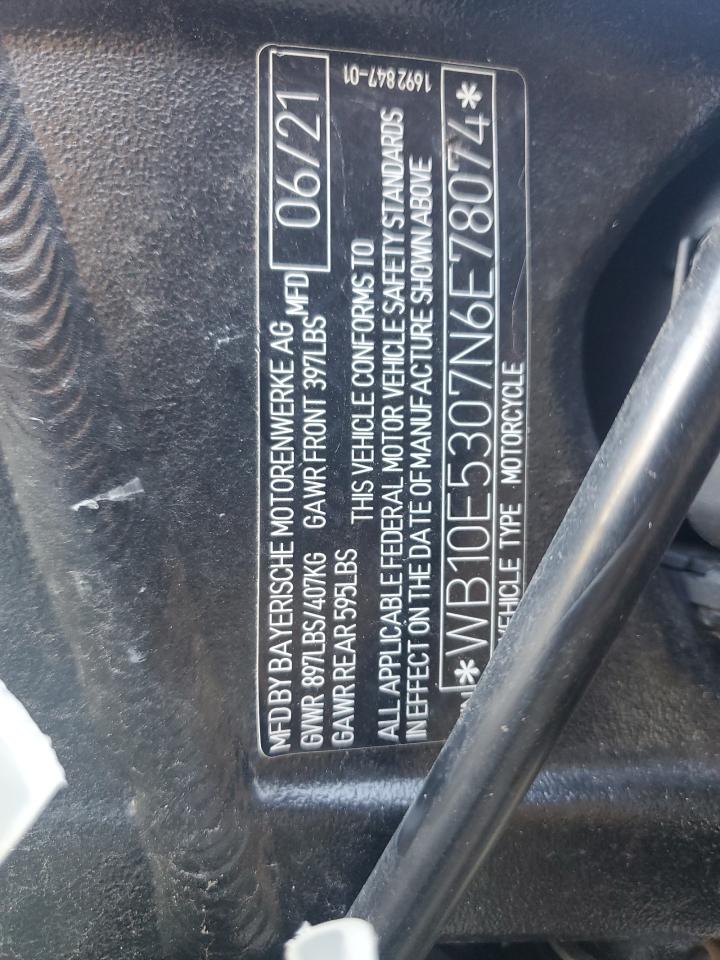 MFD BY BAYERISCHE MOTORENWERKE AG
GVWR 897LBS/407KG GAWR FRONT 397LBS MFD 06/21
GAWR REAR 595LBS
THIS VEHICLE CONFORMS TO 1692847-01
ALL APPLICABLE FEDERAL MOTOR VEHICLE SAFETY STANDARDS
IN EFFECT ON THE DATE OF MANUFACTURE SHOWN ABOVE
*WB10E5307N6E78074*
VEHICLE TYPE MOTORCYCLE